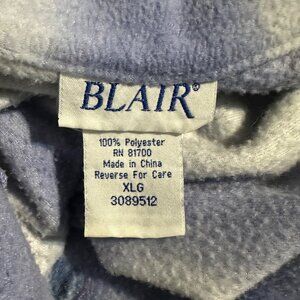 BLAIR®
100% Polyester
RN 81700
Made in China
Reverse For Care
XLG
3089512